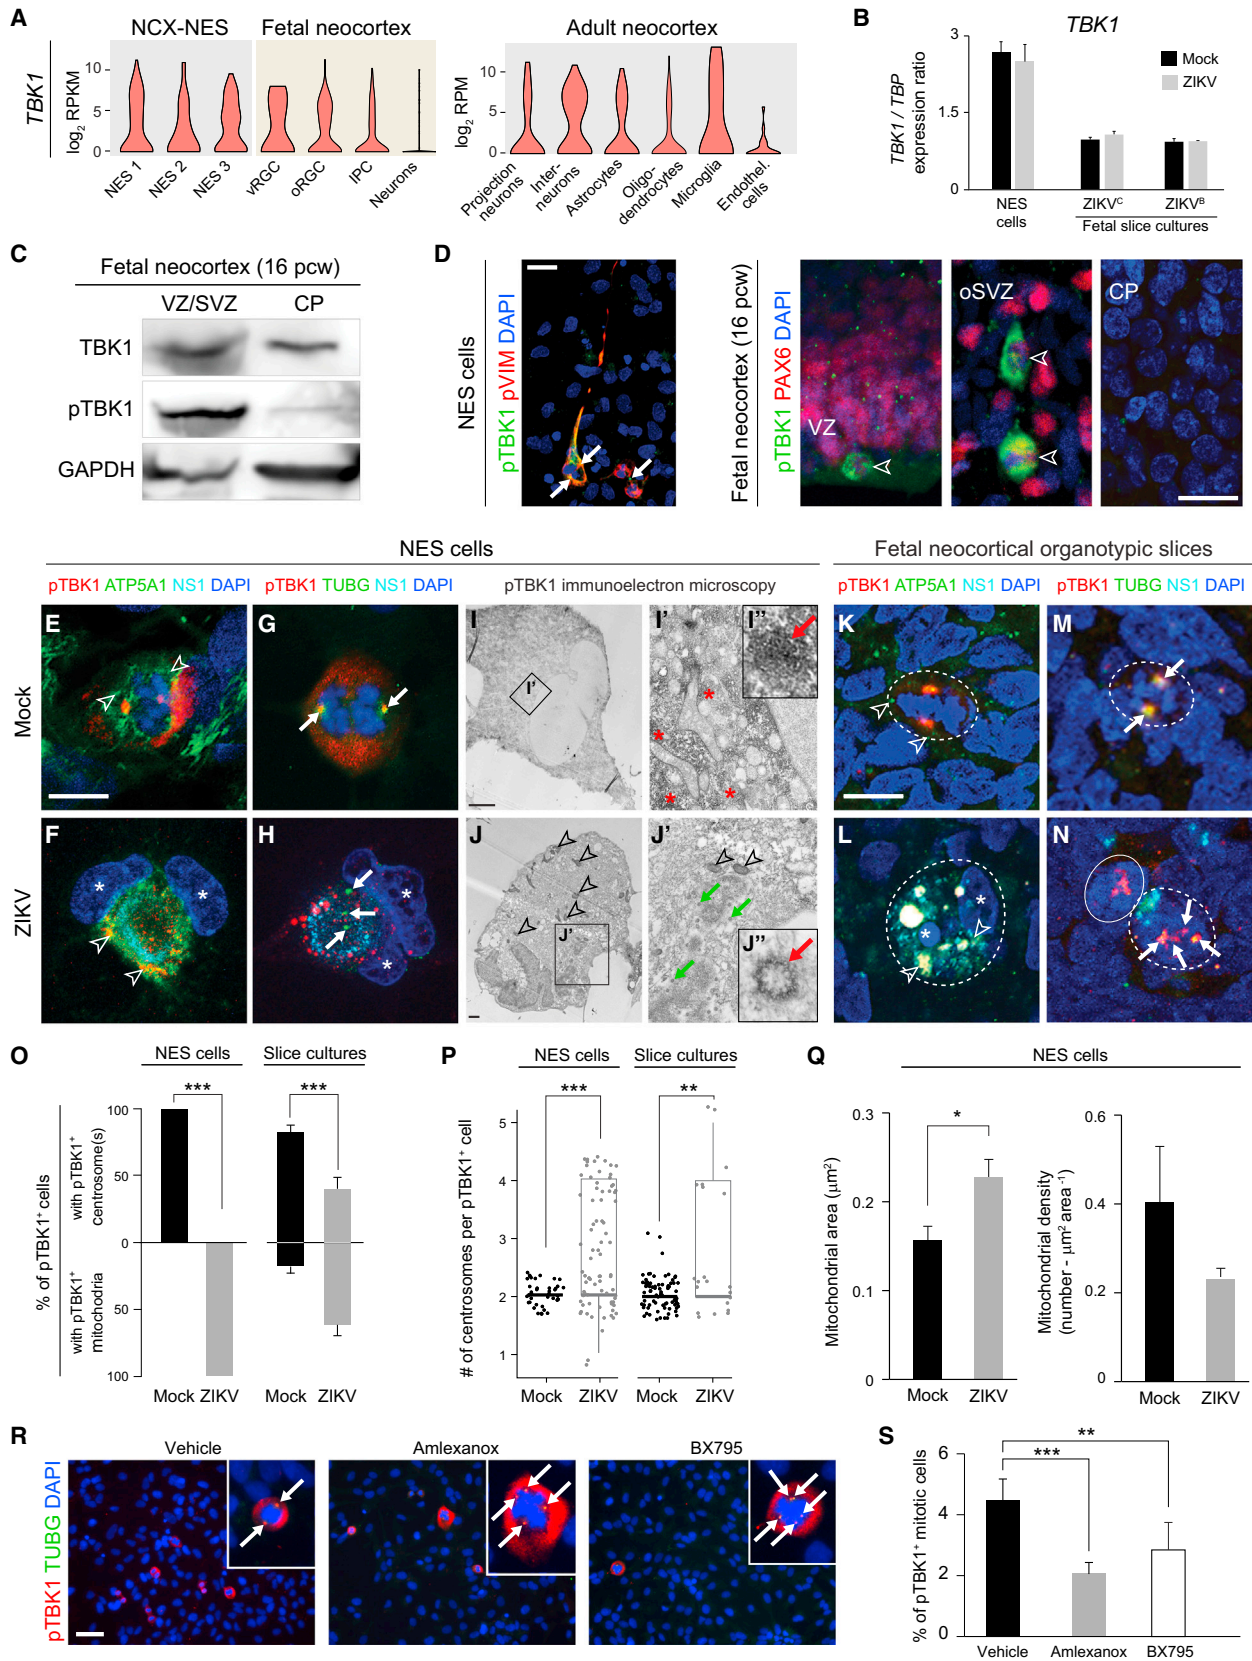 A
NCX-NES
Fetal neocortex
Adult neocortex
TBK1
log2 RPKM
10
5
0
NES 1
NES 2
NES 3
vRGC
oRGC
IPC
Neurons
log2 RPM
10
5
0
Projection neurons
Inter-neurons
Astrocytes
Oligo-dendrocytes
Microglia
Endothel. cells
B
TBK1
TBK1 / TBP
expression ratio
3
1.5
0
Mock
ZIKV
NES
cells
ZIKVC
ZIKVB
Fetal slice cultures
C
Fetal neocortex (16 pcw)
VZ/SVZ
CP
TBK1
pTBK1
GAPDH
D
NES cells
pTBK1 pVIM DAPI
Fetal neocortex (16 pcw)
pTBK1 PAX6 DAPI
VZ
oSVZ
CP
NES cells
Fetal neocortical organotypic slices
pTBK1 ATP5A1 NS1 DAPI
pTBK1 TUBG NS1 DAPI
pTBK1 immunoelectron microscopy
pTBK1 ATP5A1 NS1 DAPI
pTBK1 TUBG NS1 DAPI
Mock
E
G
I
I'
I'
I''
*
*
*
*
K
M
ZIKV
F
*
*
H
*
*
J
J'
J'
J''
L
*
*
N
O
NES cells
Slice cultures
***
***
% of pTBK1+ cells
with pTBK1+
centrosome(s)
with pTBK1+
mitochodria
100
50
0
50
100
Mock ZIKV
Mock ZIKV
P
NES cells
Slice cultures
***
**
# of centrosomes per pTBK1+ cell
5
4
3
2
1
Mock
ZIKV
Mock
ZIKV
Q
NES cells
Mitochondrial area (μm2)
0.3
0.2
0.1
0
*
Mock
ZIKV
Mitochondrial density
(number - μm2 area -1)
0.6
0.4
0.2
0
Mock
ZIKV
R
pTBK1 TUBG DAPI
Vehicle
Amlexanox
BX795
S
% of pTBK1+ mitotic cells
6
4
2
0
**
***
Vehicle
Amlexanox
BX795